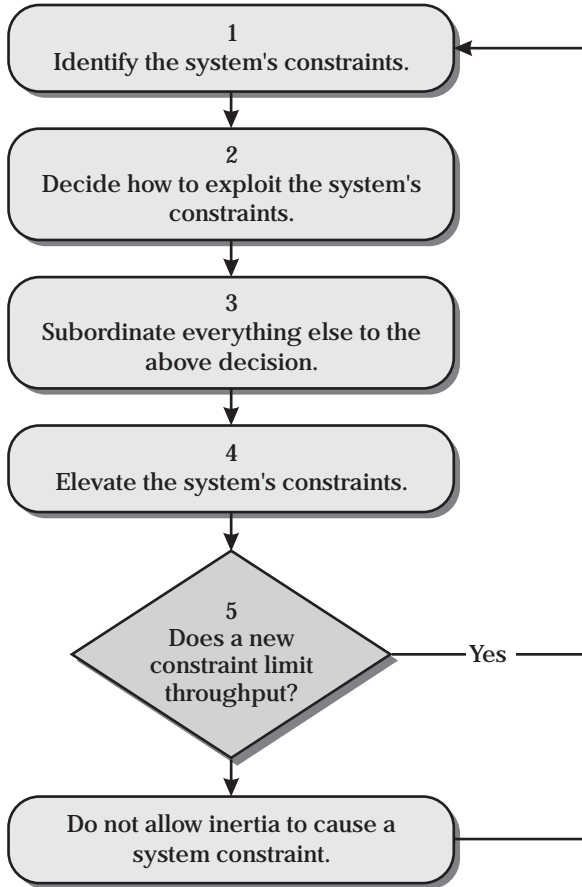 1
Identify the system's constraints.
2
Decide how to exploit the system's
constraints.
3
Subordinate everything else to the
above decision.
4
Elevate the system's constraints.
5
Does a new
constraint limit
throughput?
Yes
Do not allow inertia to cause a
system constraint.